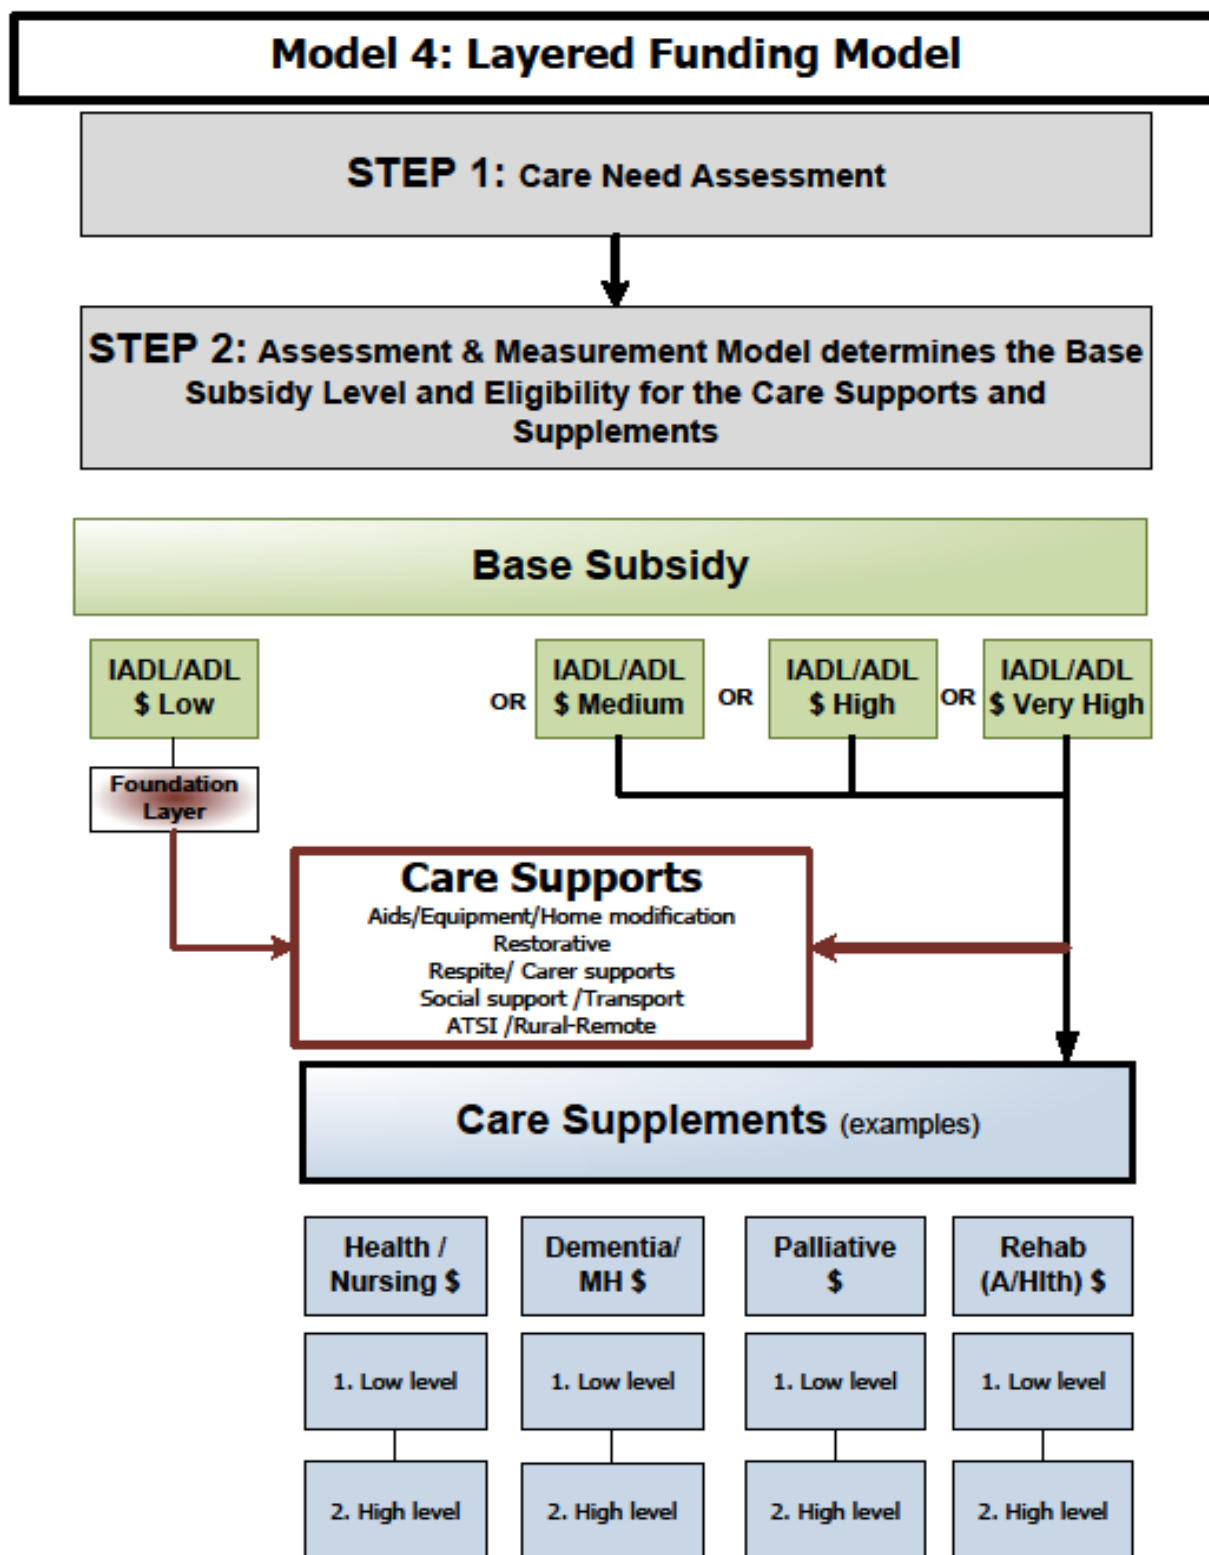 Model 4: Layered Funding Model
STEP 1: Care Need Assessment
STEP 2: Assessment & Measurement Model determines the Base
Subsidy Level and Eligibility for the Care Supports and
Supplements
Base Subsidy
IADL/ADL
$ Low
OR
IADL/ADL
$ Medium
OR
IADL/ADL
$ High
OR
IADL/ADL
$ Very High
Foundation
Layer
Care Supports
Aids/Equipment/Home modification
Restorative
Respite/ Carer supports
Social support /Transport
ATSI /Rural-Remote
Care Supplements (examples)
Health /
Nursing $
Dementia/
MH $
Palliative
$
Rehab
(A/Hlth) $
1. Low level
1. Low level
1. Low level
1. Low level
2. High level
2. High level
2. High level
2. High level